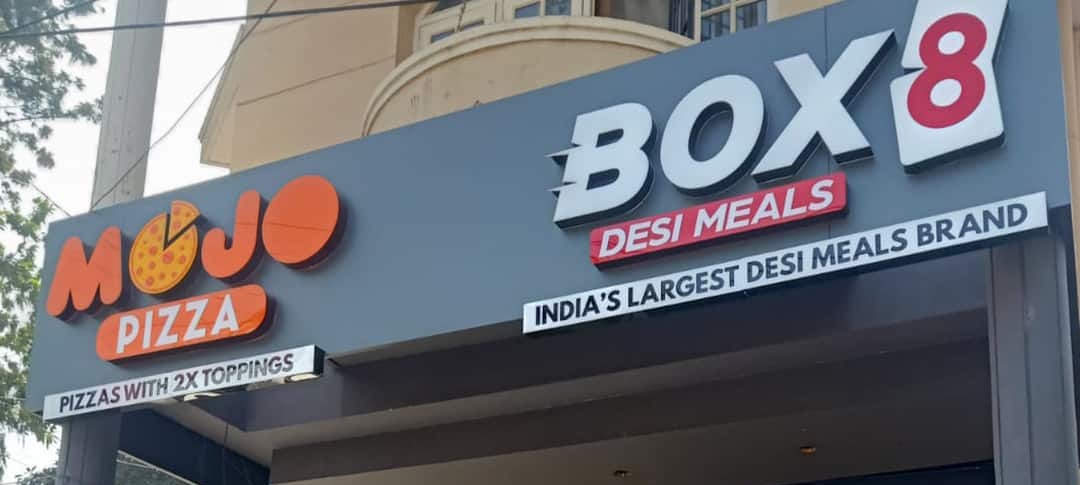 MOJO
PIZZA
PIZZAS WITH 2X TOPPINGS
BOX8
DESI MEALS
INDIA'S LARGEST DESI MEALS BRAND